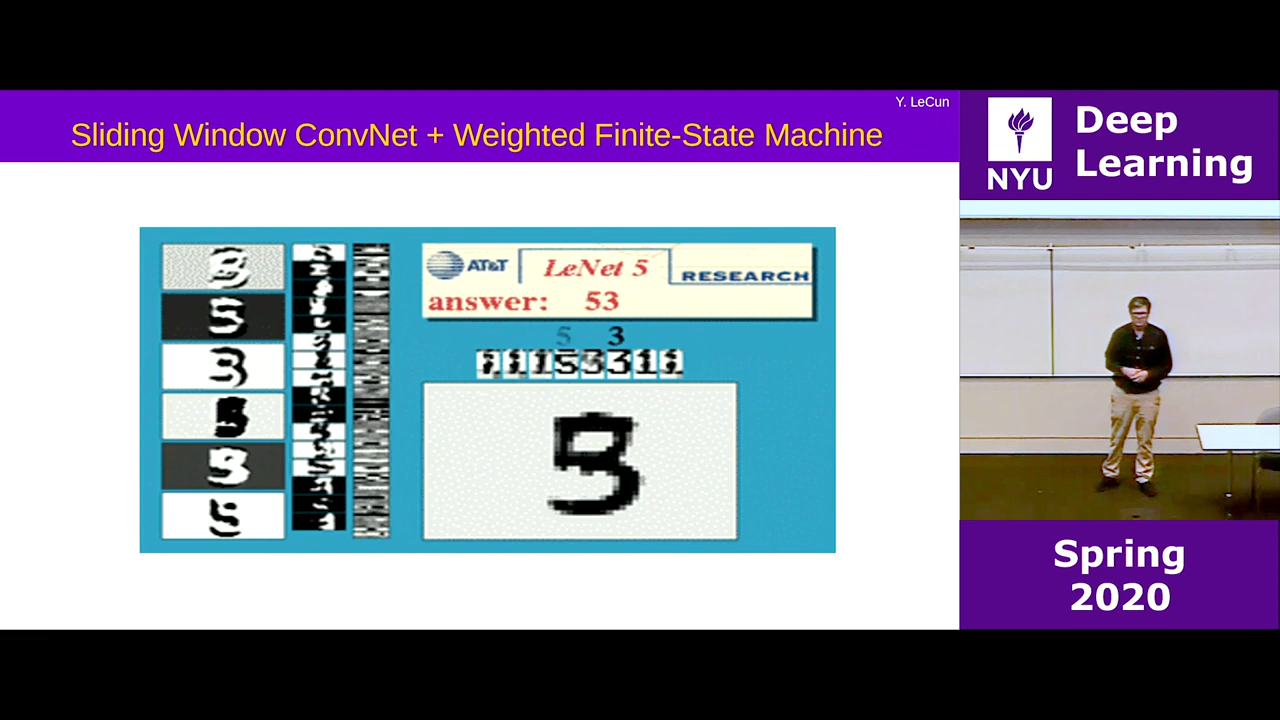 Y. LeCun
Sliding Window ConvNet + Weighted Finite-State Machine
AT&T
LeNet 5
RESEARCH
answer: 53
5 3
NYU
Deep
Learning
Spring
2020